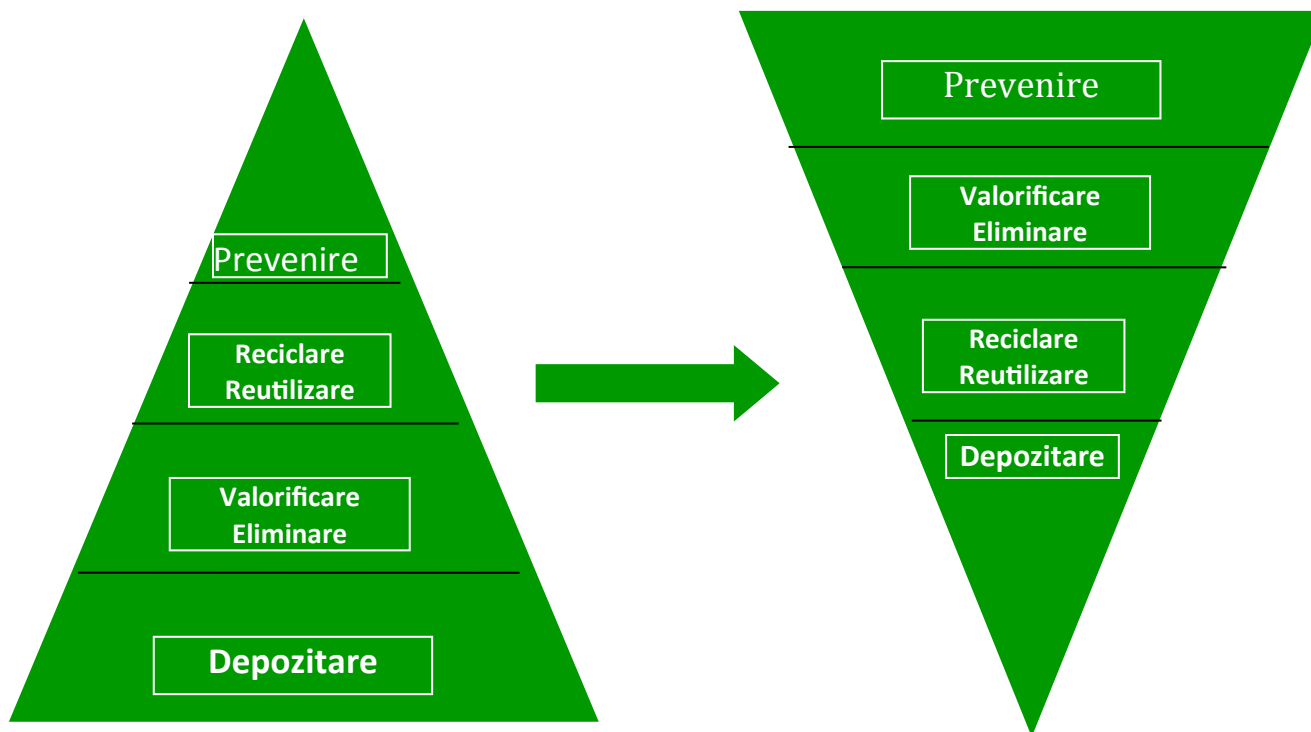 Prevenire
Reciclare
Reutilizare
Valorificare
Eliminare
Depozitare
Prevenire
Valorificare
Eliminare
Reciclare
Reutilizare
Depozitare